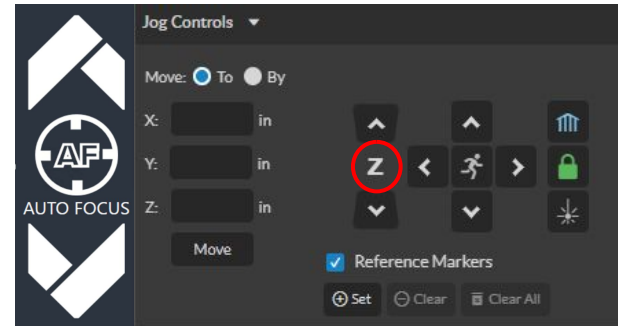 Jog Controls
Move: To By
X: in
Y: in
Z: in
Move
AF
AUTO FOCUS
Z
Reference Markers
Set Clear Clear All